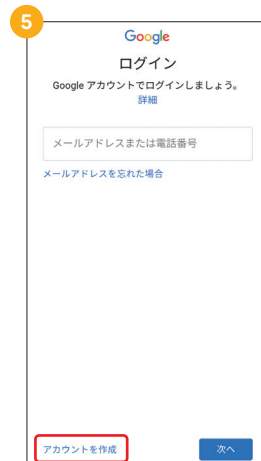 5
Google
ログイン
Google アカウントでログインしましょう。
詳細
メールアドレスまたは電話番号
メールアドレスを忘れた場合
アカウントを作成
次へ